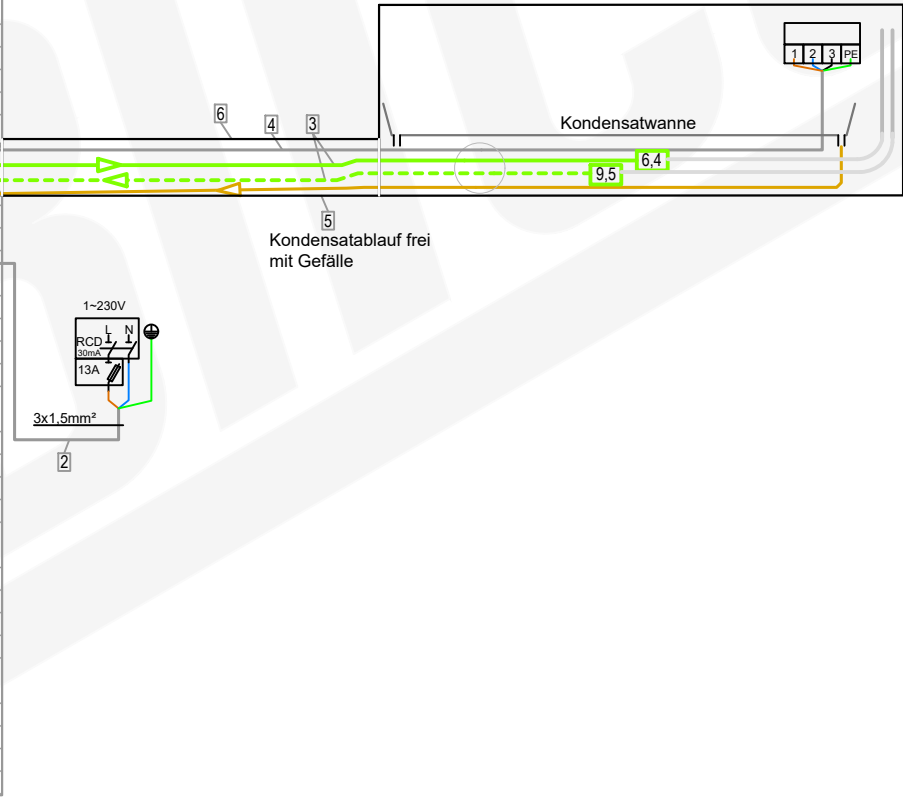 1 2 3 PE
6
4
3
Kondensatwanne
6,4
9,5
5
Kondensatablauf frei
mit Gefälle
1~230V
L N
RCD
30mA
13A
3x1,5mm²
2